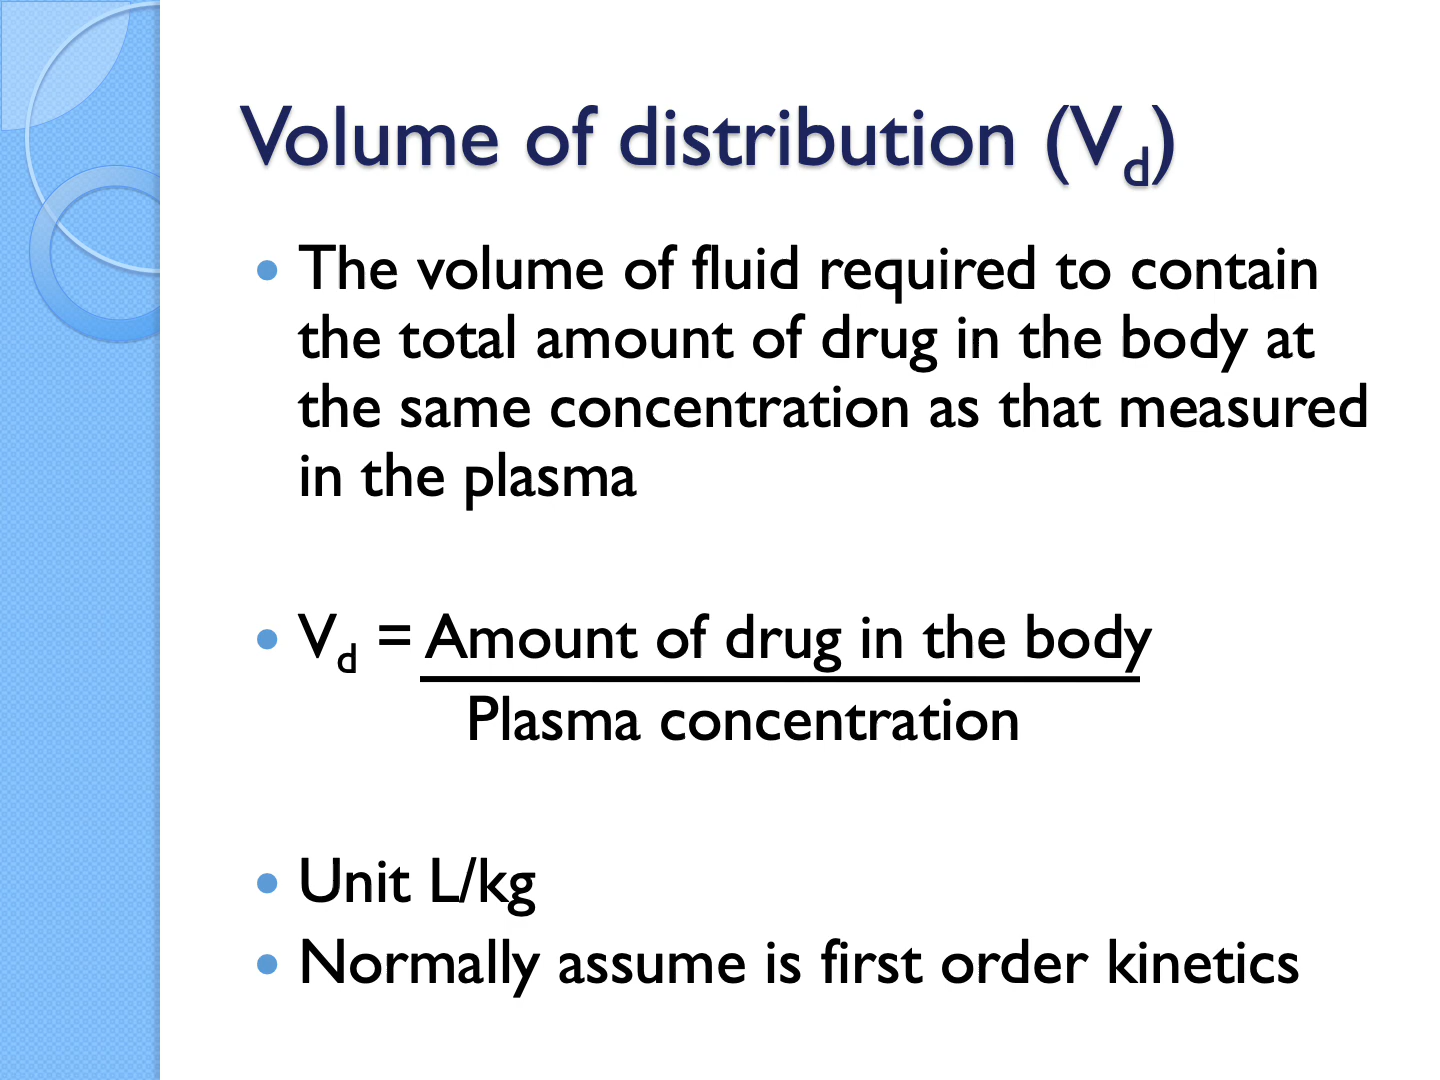 Volume of distribution (Vd)
• The volume of fluid required to contain
the total amount of drug in the body at
the same concentration as that measured
in the plasma
• Vd = Amount of drug in the body
Plasma concentration
• Unit L/kg
• Normally assume is first order kinetics